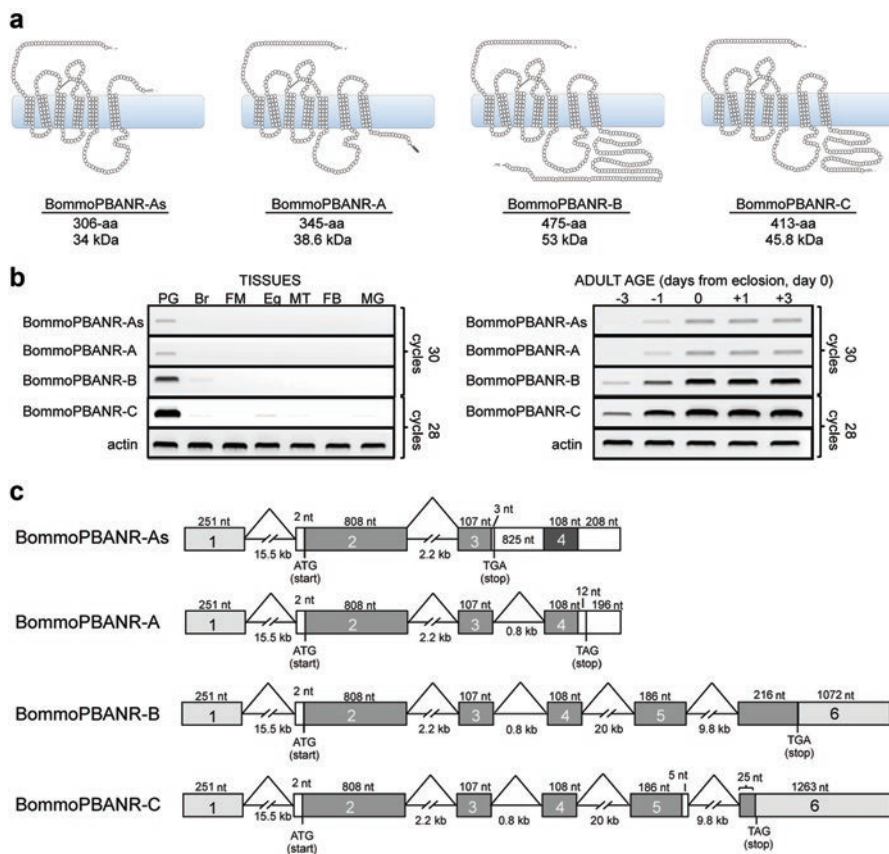 a
BommoPBANR-As
306-aa
34 kDa
BommoPBANR-A
345-aa
38.6 kDa
BommoPBANR-B
475-aa
53 kDa
BommoPBANR-C
413-aa
45.8 kDa
b
TISSUES
PG Br FM Eg MT FB MG
BommoPBANR-As
BommoPBANR-A
BommoPBANR-B
BommoPBANR-C
actin
cycles
30
cycles
28
ADULT AGE (days from eclosion, day 0)
-3 -1 0 +1 +3
BommoPBANR-As
BommoPBANR-A
BommoPBANR-B
BommoPBANR-C
actin
cycles
30
cycles
28
c
BommoPBANR-As
251 nt 2 nt 808 nt 107 nt 3 nt 108 nt 208 nt
1 2 3 825 nt 4
15.5 kb 2.2 kb
ATG
(start)
TGA
(stop)
BommoPBANR-A
251 nt 2 nt 808 nt 107 nt 108 nt 12 nt 196 nt
1 2 3 4
15.5 kb 2.2 kb 0.8 kb
ATG
(start)
TAG
(stop)
BommoPBANR-B
251 nt 2 nt 808 nt 107 nt 108 nt 186 nt 216 nt 1072 nt
1 2 3 4 5 6
15.5 kb 2.2 kb 0.8 kb 20 kb 9.8 kb
ATG
(start)
TGA
(stop)
BommoPBANR-C
251 nt 2 nt 808 nt 107 nt 108 nt 186 nt 5 nt 25 nt 1263 nt
1 2 3 4 5 6
15.5 kb 2.2 kb 0.8 kb 20 kb 9.8 kb
ATG
(start)
TAG
(stop)